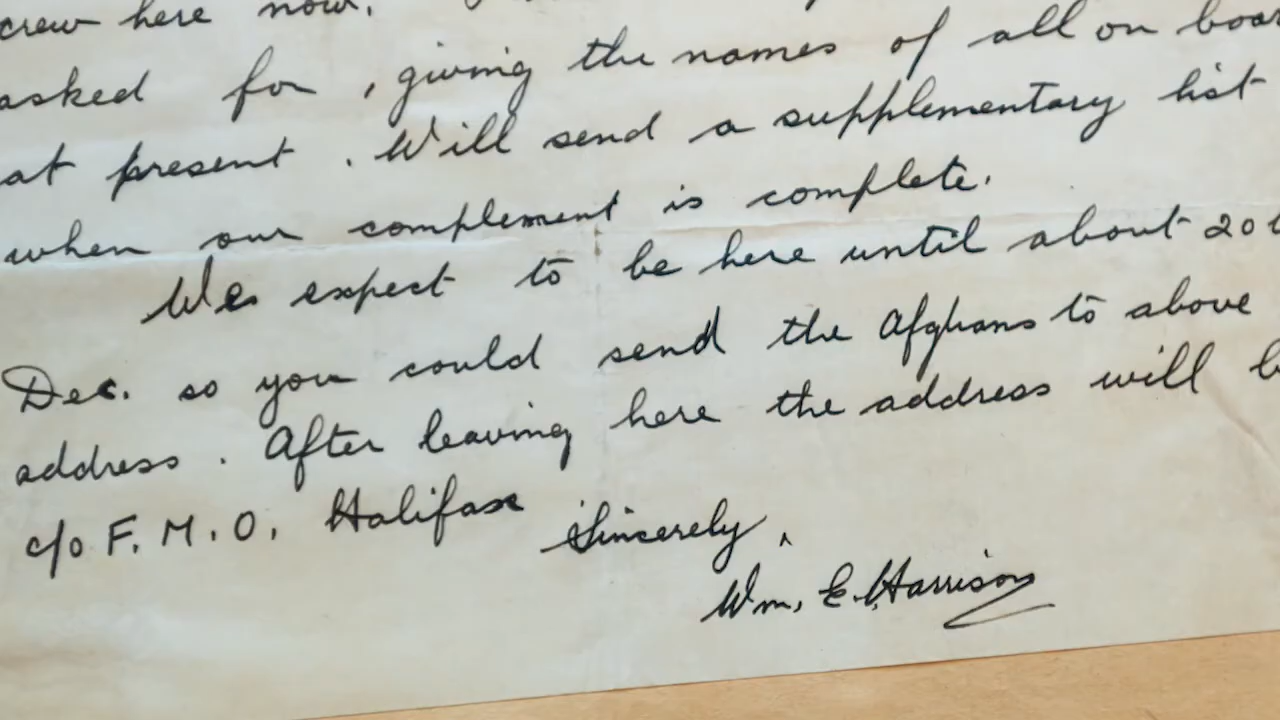 crew here now.
asked for, giving the names of all on
at present. Will send a supplementary list
when our complement is complete.
We expect to be here until about
Dec. so you could send the Afghans to above
address. After leaving here the address will
c/o F.M.O. Halifax
Sincerely,
Wm. E. Harrison